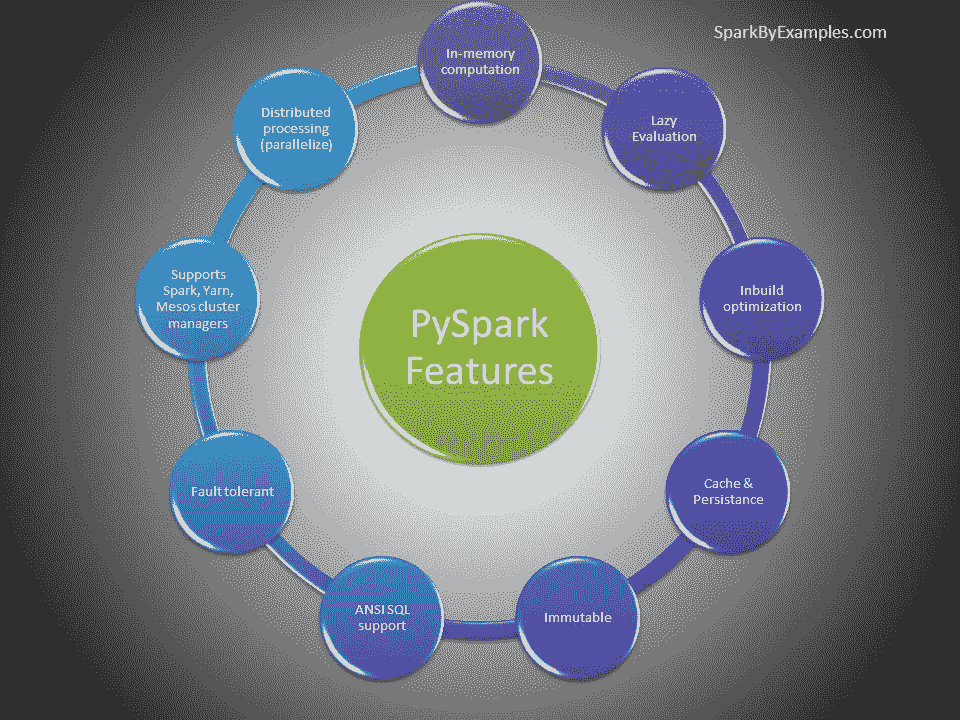 SparkByExamples.com
In-memory
computation
Lazy
Evaluation
Inbuild
optimization
Cache &
Persistance
Immutable
ANSI SQL
support
Fault tolerant
Supports
Spark, Yarn,
Mesos cluster
managers
Distributed
processing
(parallelize)
PySpark
Features